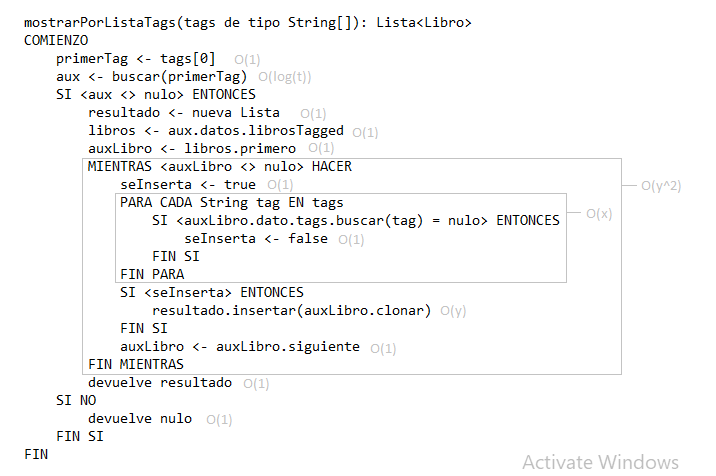 mostrarPorListaTags(tags de tipo String[]): Lista<Libro>
COMIENZO
primerTag <- tags[0] O(1)
aux <- buscar(primerTag) O(log(t))
SI <aux <> nulo> ENTONCES
resultado <- nueva Lista O(1)
libros <- aux.datos.librosTagged O(1)
auxLibro <- libros.primero O(1)
MIENTRAS <auxLibro <> nulo> HACER
seInserta <- true O(1) O(y^2)
PARA CADA String tag EN tags
SI <auxLibro.dato.tags.buscar(tag) = nulo> ENTONCES O(x)
seInserta <- false O(1)
FIN SI
FIN PARA
SI <seInserta> ENTONCES
resultado.insertar(auxLibro.clonar) O(y)
FIN SI
auxLibro <- auxLibro.siguiente O(1)
FIN MIENTRAS
devuelve resultado O(1)
SI NO
devuelve nulo O(1)
FIN SI
FIN
Activate Windows